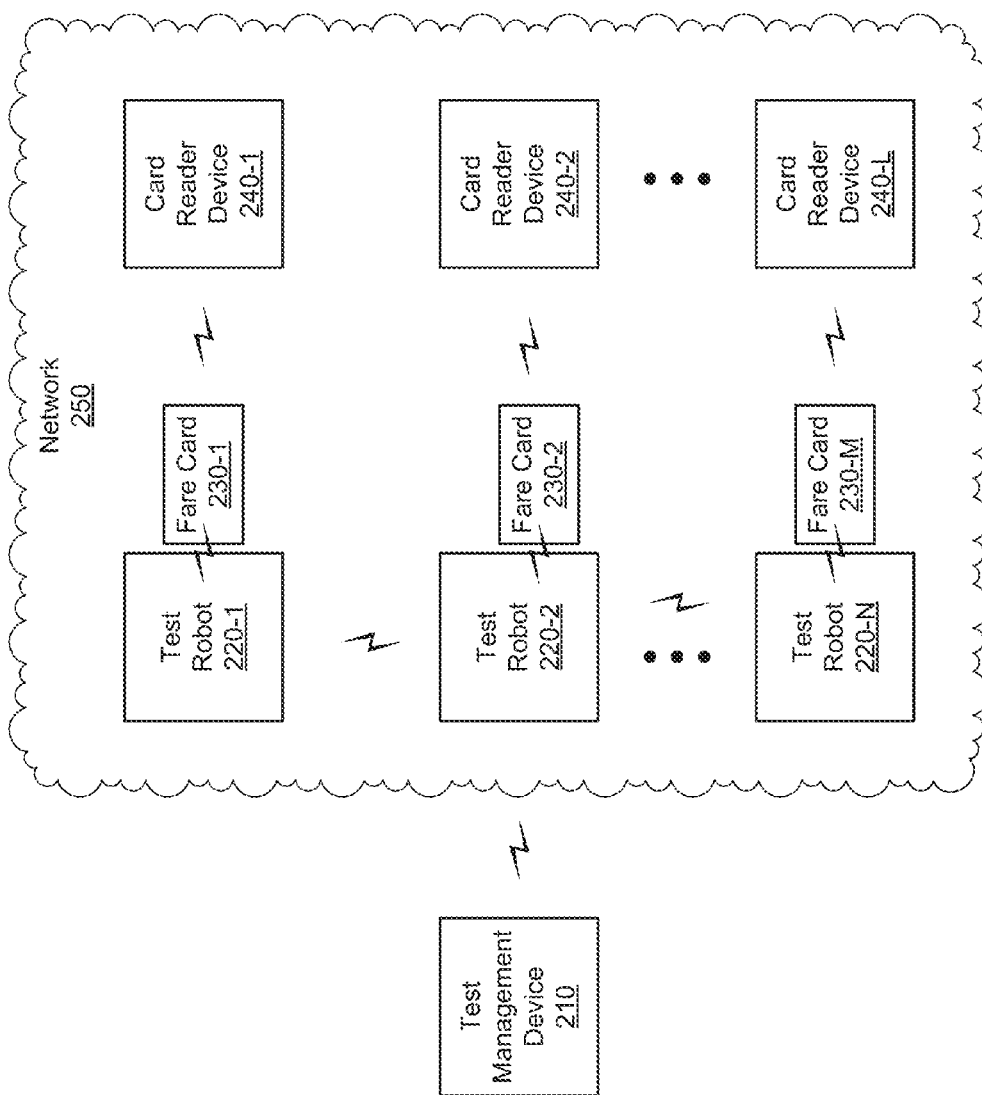 Network
250
Test
Management
Device
210
Test
Robot
220-1
Fare Card
230-1
Card
Reader
Device
240-1
Test
Robot
220-2
Fare Card
230-2
Card
Reader
Device
240-2
Test
Robot
220-N
Fare Card
230-M
Card
Reader
Device
240-L